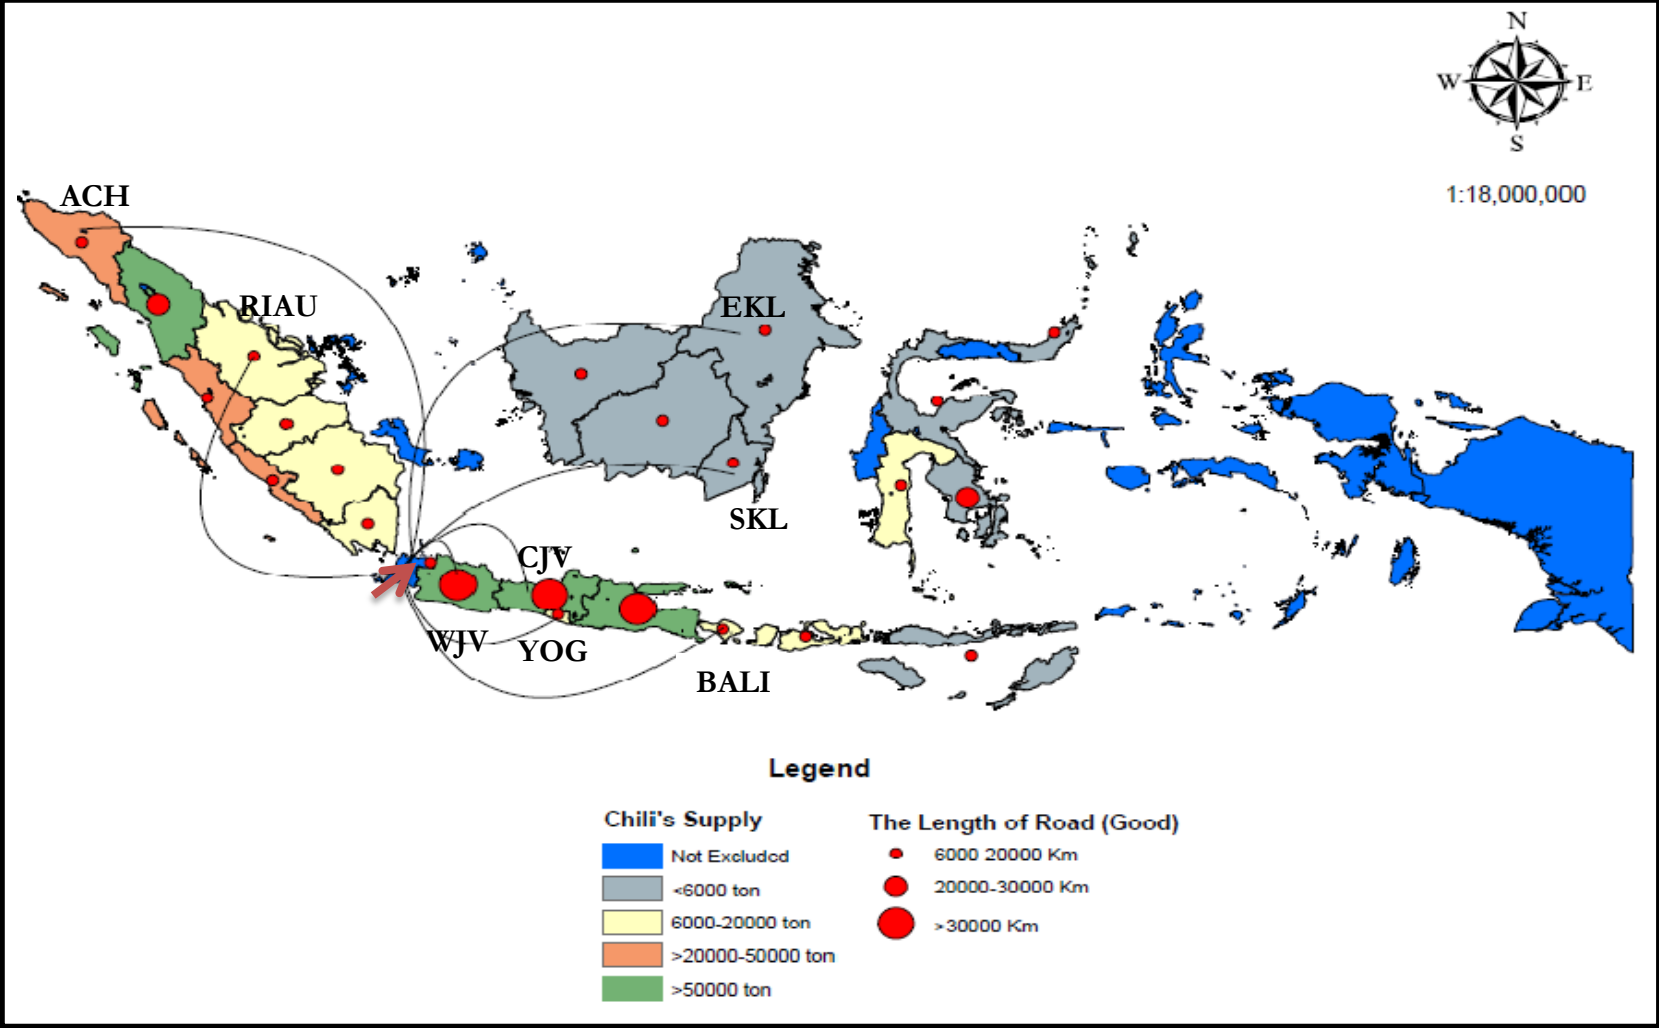 N
W E
S
1:18,000,000
ACH
RIAU
EKL
SKL
CJV
WJV
YOG
BALI
Legend
Chili's Supply
Not Excluded
<6000 ton
6000-20000 ton
>20000-50000 ton
>50000 ton
The Length of Road (Good)
6000 20000 Km
20000-30000 Km
>30000 Km